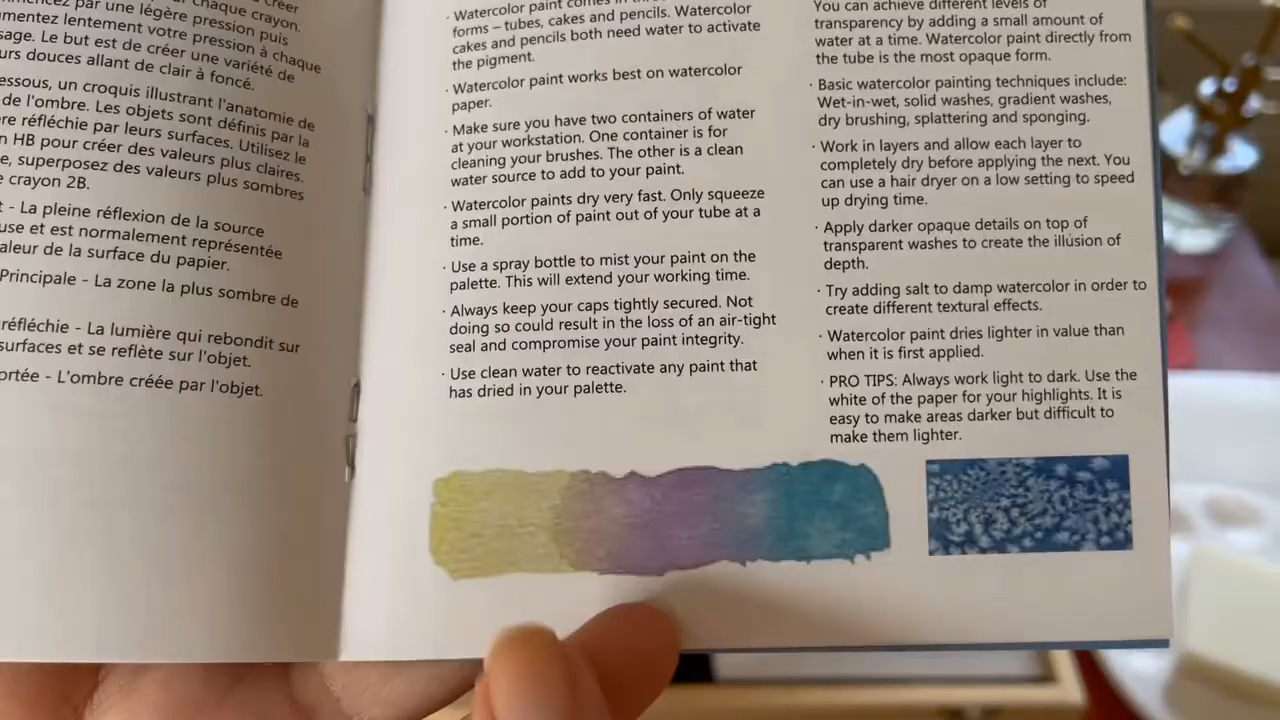 chaque crayon.
par une légère pression puis
mentez lentement votre pression à chaque
sage. Le but est de créer une variété de
urs douces allant de clair à foncé.
essous, un croquis illustrant l'anatomie de
de l'ombre. Les objets sont définis par la
re réfléchie par leurs surfaces. Utilisez le
n HB pour créer des valeurs plus claires.
e, superposez des valeurs plus sombres
e crayon 2B.
t - La pleine réflexion de la source
use et est normalement représentée
aleur de la surface du papier.
Principale - La zone la plus sombre de
réfléchie - La lumière qui rebondit sur
surfaces et se reflète sur l'objet.
ortée - L'ombre créée par l'objet.
· Watercolor paint comes in
forms – tubes, cakes and pencils. Watercolor
cakes and pencils both need water to activate
the pigment.
· Watercolor paint works best on watercolor
paper.
· Make sure you have two containers of water
at your workstation. One container is for
cleaning your brushes. The other is a clean
water source to add to your paint.
· Watercolor paints dry very fast. Only squeeze
a small portion of paint out of your tube at a
time.
· Use a spray bottle to mist your paint on the
palette. This will extend your working time.
· Always keep your caps tightly secured. Not
doing so could result in the loss of an air-tight
seal and compromise your paint integrity.
· Use clean water to reactivate any paint that
has dried in your palette.
You can achieve different levels of
transparency by adding a small amount of
water at a time. Watercolor paint directly from
the tube is the most opaque form.
· Basic watercolor painting techniques include:
Wet-in-wet, solid washes, gradient washes,
dry brushing, splattering and sponging.
· Work in layers and allow each layer to
completely dry before applying the next. You
can use a hair dryer on a low setting to speed
up drying time.
· Apply darker opaque details on top of
transparent washes to create the illusion of
depth.
· Try adding salt to damp watercolor in order to
create different textural effects.
· Watercolor paint dries lighter in value than
when it is first applied.
· PRO TIPS: Always work light to dark. Use the
white of the paper for your highlights. It is
easy to make areas darker but difficult to
make them lighter.